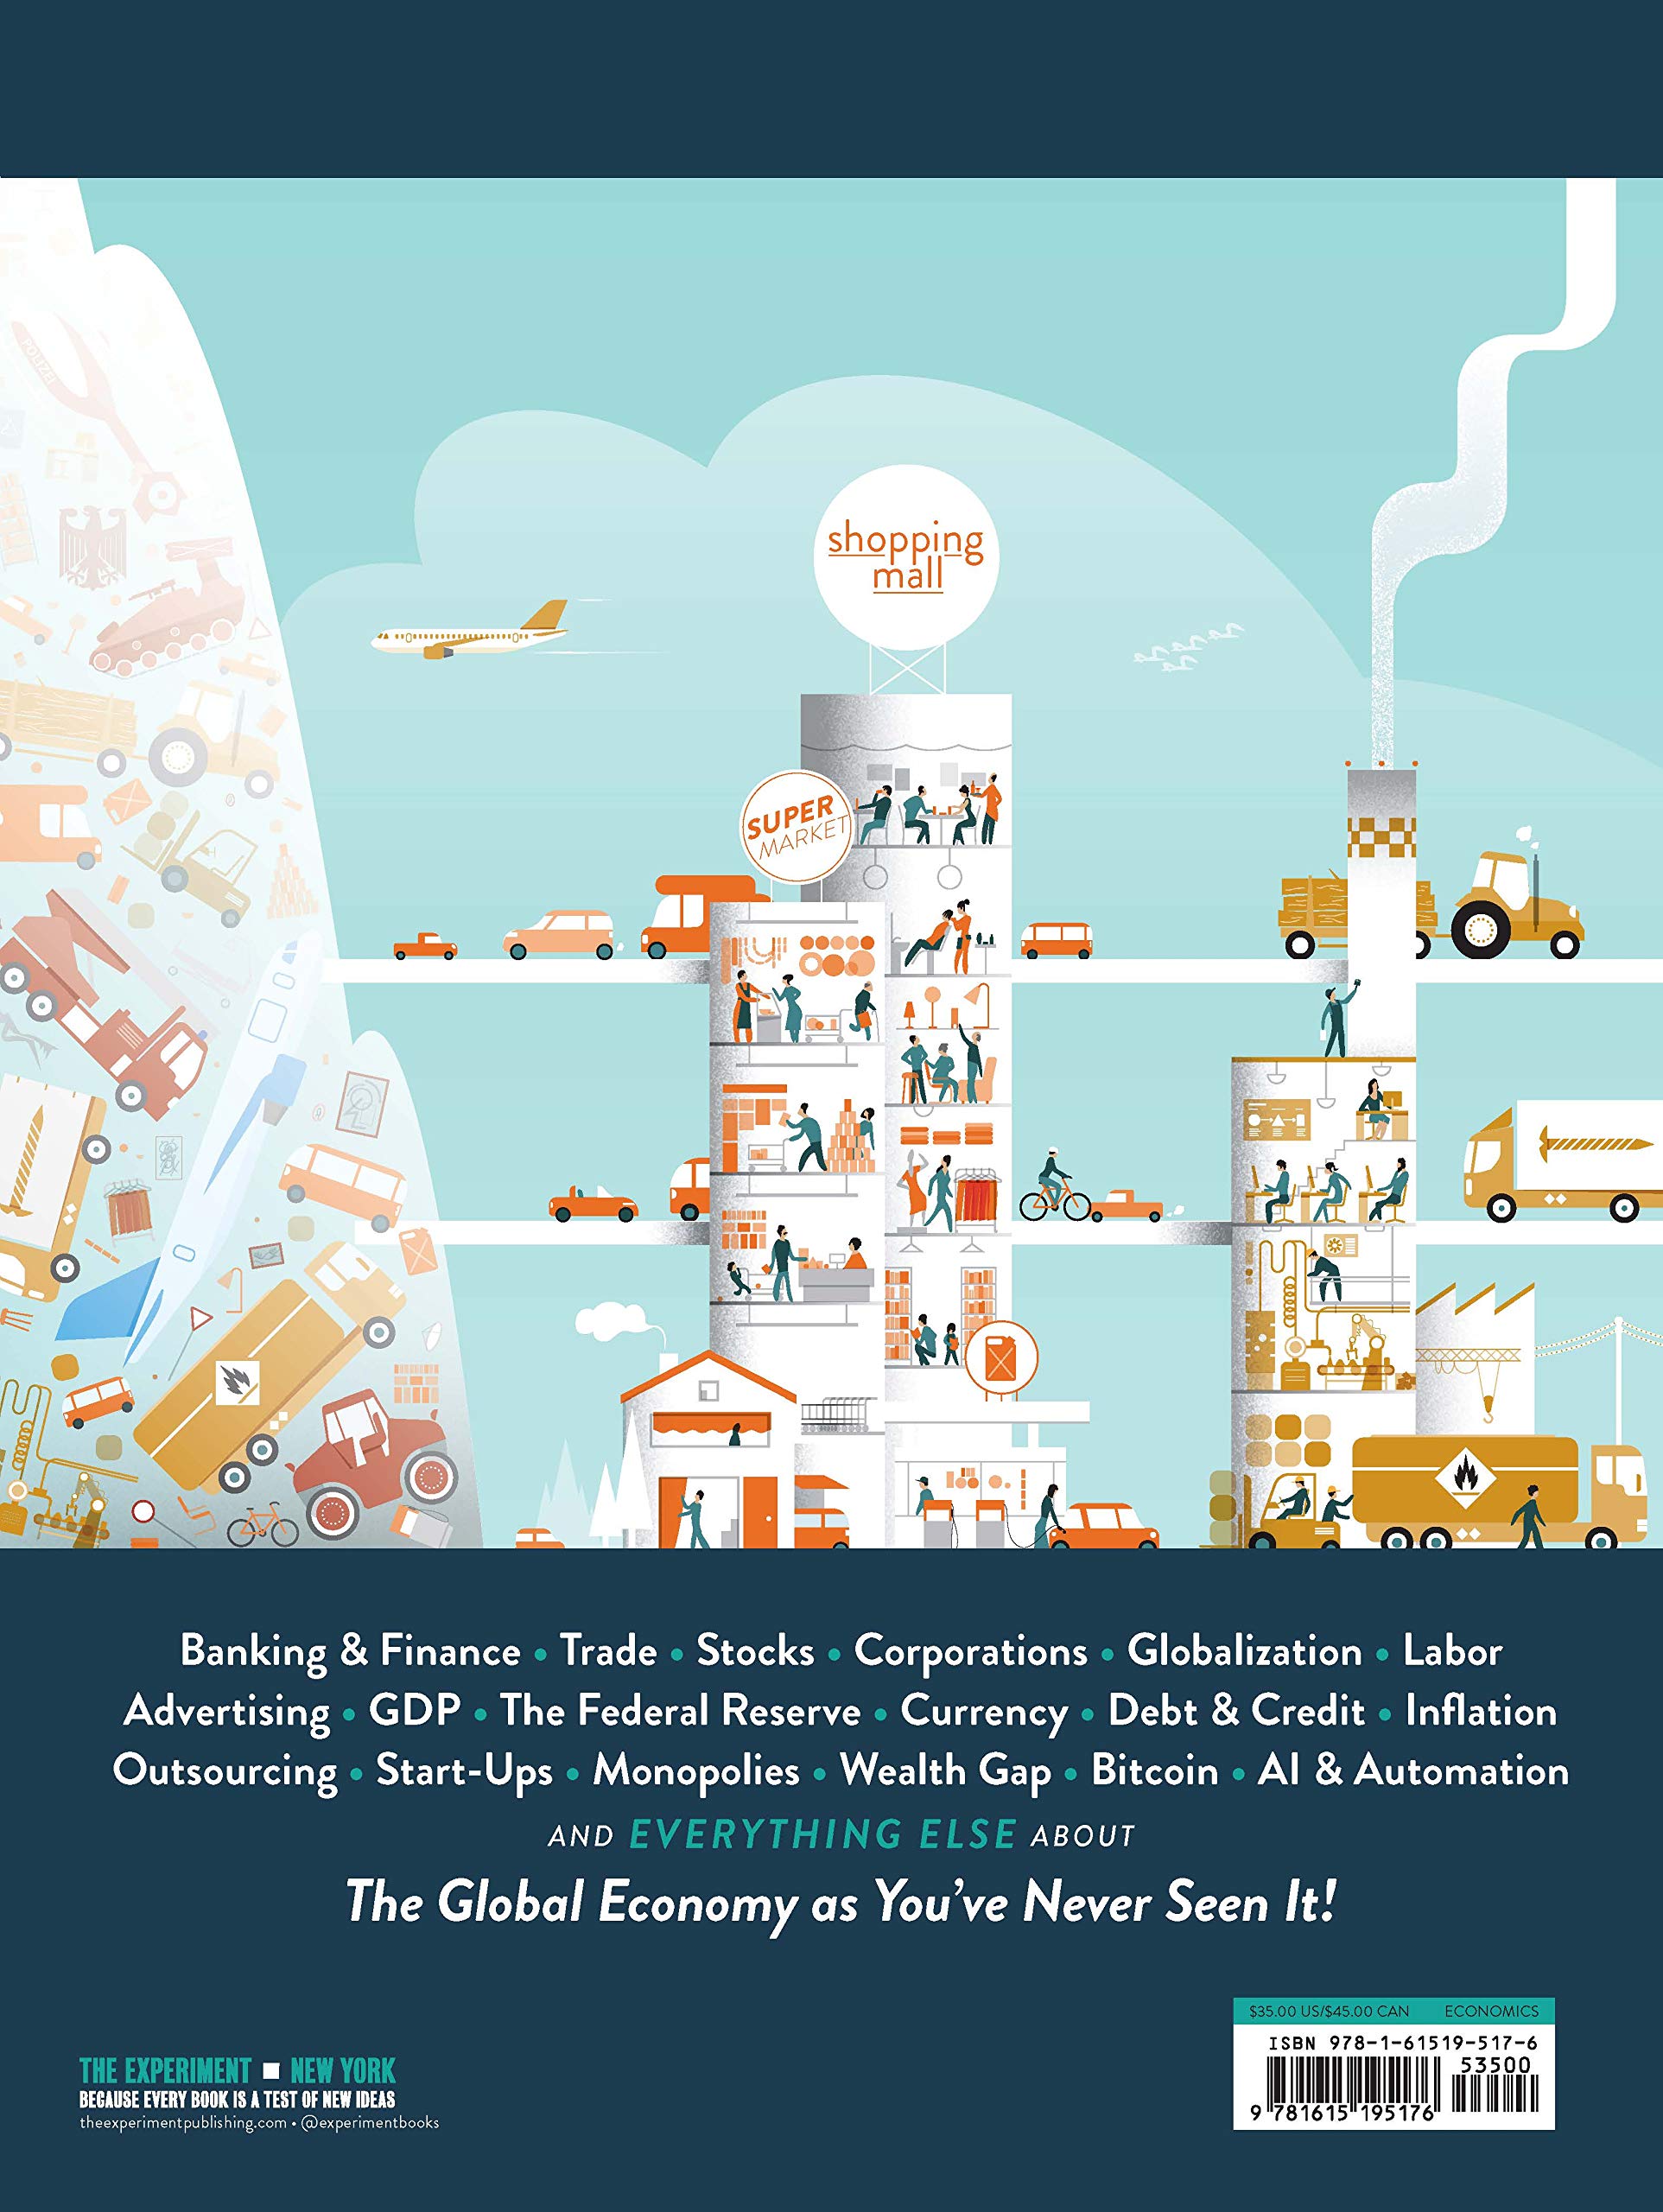 POLIZEI
shopping
mall
SUPER
MARKET
Banking & Finance • Trade • Stocks • Corporations • Globalization • Labor
Advertising • GDP • The Federal Reserve • Currency • Debt & Credit • Inflation
Outsourcing • Start-Ups • Monopolies • Wealth Gap • Bitcoin • AI & Automation
AND EVERYTHING ELSE ABOUT
The Global Economy as You've Never Seen It!
$35.00 US/$45.00 CAN ECONOMICS
ISBN 978-1-61519-517-6
53500
9 781615 195176
THE EXPERIMENT ■ NEW YORK
BECAUSE EVERY BOOK IS A TEST OF NEW IDEAS
theexperimentpublishing.com • @experimentbooks